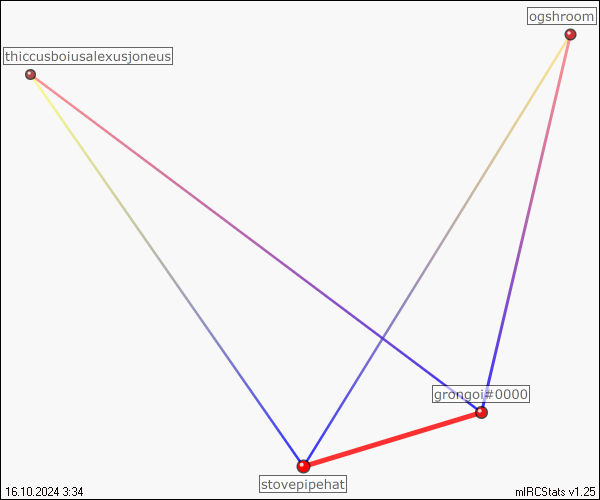 ogshroom
thiccusboiusalexusjoneus
grongoi#0000
stovepipehat
16.10.2024 3:34
mIRCStats v1.25